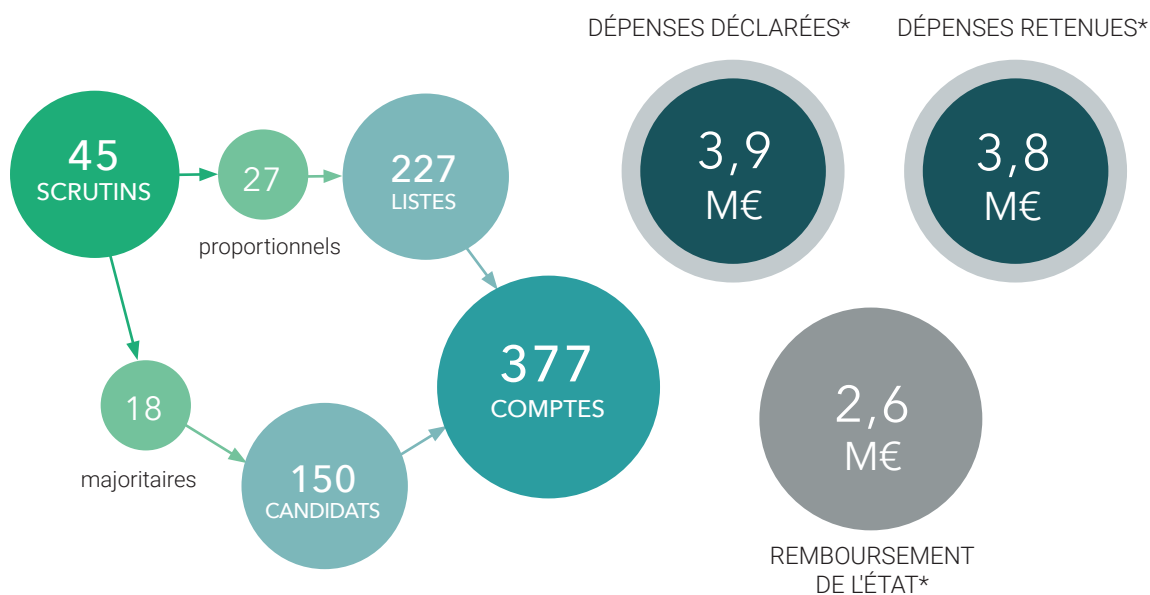 45
SCRUTINS
27
proportionnels
227
LISTES
18
majoritaires
150
CANDIDATS
377
COMPTES
DÉPENSES DÉCLARÉES*
3,9
M€
DÉPENSES RETENUES*
3,8
M€
2,6
M€
REMBOURSEMENT
DE L'ÉTAT*